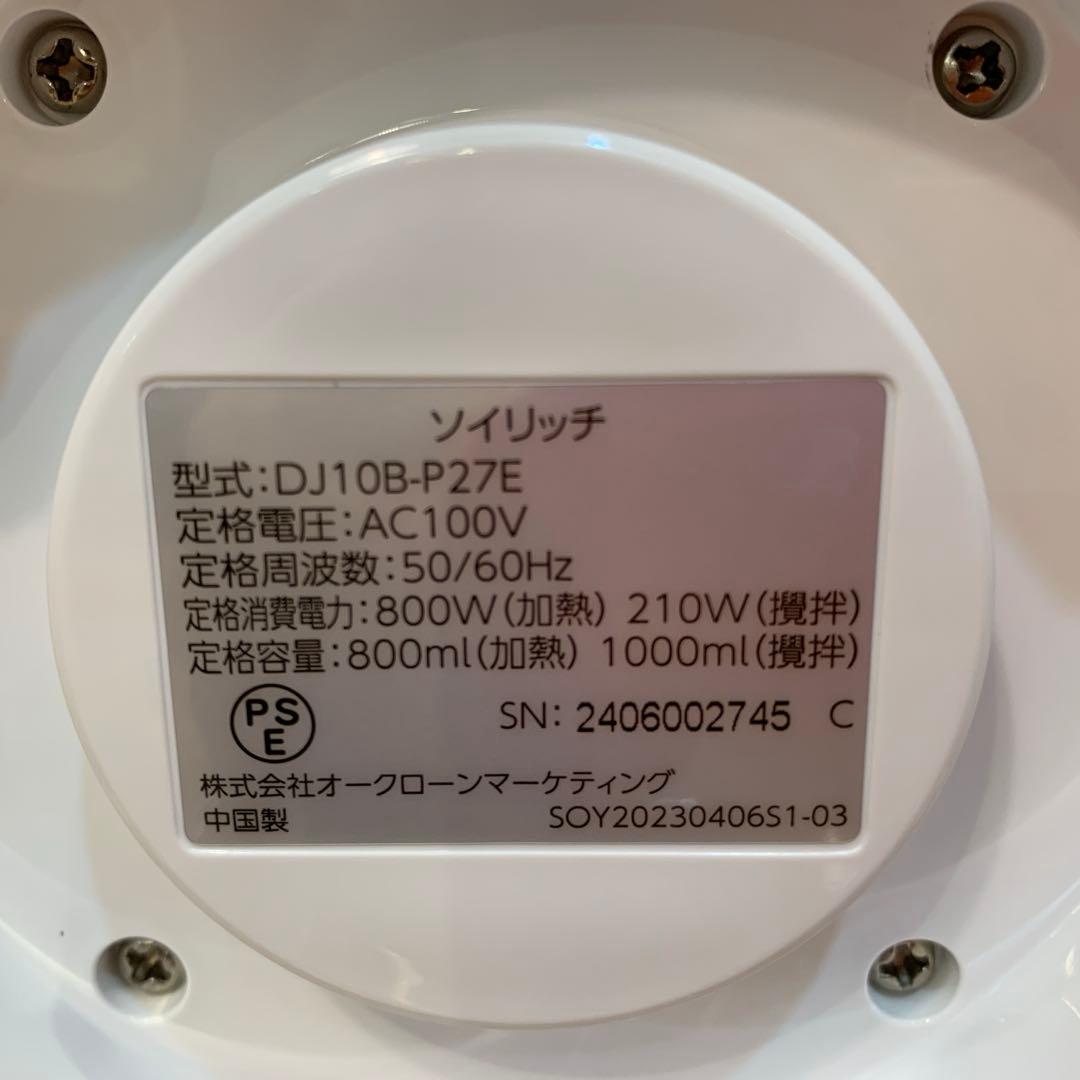 ソイリッチ
型式:DJ10B-P27E
定格電圧:AC100V
定格周波数:50/60Hz
定格消費電力:800W(加熱) 210W(攪拌)
定格容量:800ml(加熱) 1000ml(攪拌)
PSE
SN: 2406002745 C
株式会社オークローンマーケティング
中国製 SOY20230406S1-03